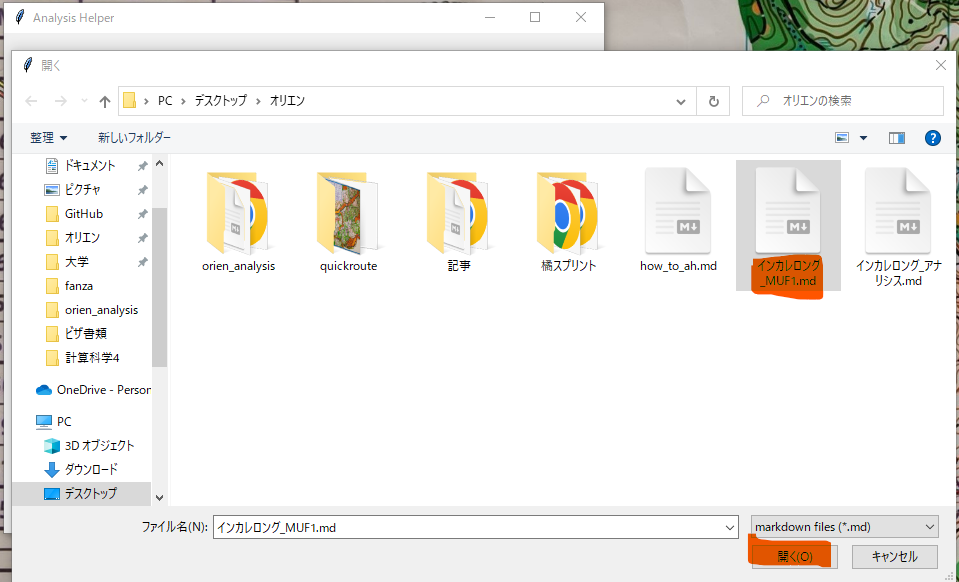 Analysis Helper
開く
PC
デスクトップ
オリエン
オリエンの検索
整理
新しいフォルダー
ドキュメント
ピクチャ
GitHub
オリエン
大学
fanza
orien_analysis
ビザ書類
計算科学4
OneDrive - Person
PC
3D オブジェクト
ダウンロード
デスクトップ
orien_analysis
quickroute
記事
橘スプリント
how_to_ah.md
インカレロング
_MUF1.md
インカレロング_アナ
リシス.md
ファイル名(N):
インカレロング_MUF1.md
markdown files (*.md)
開く(O)
キャンセル